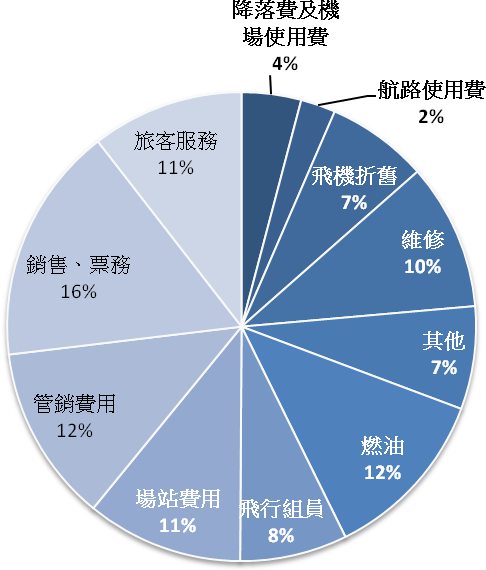 降落費及機
場使用費
4%
航路使用費
2%
飛機折舊
7%
維修
10%
其他
7%
燃油
12%
飛行組員
8%
場站費用
11%
管銷費用
12%
銷售、票務
16%
旅客服務
11%